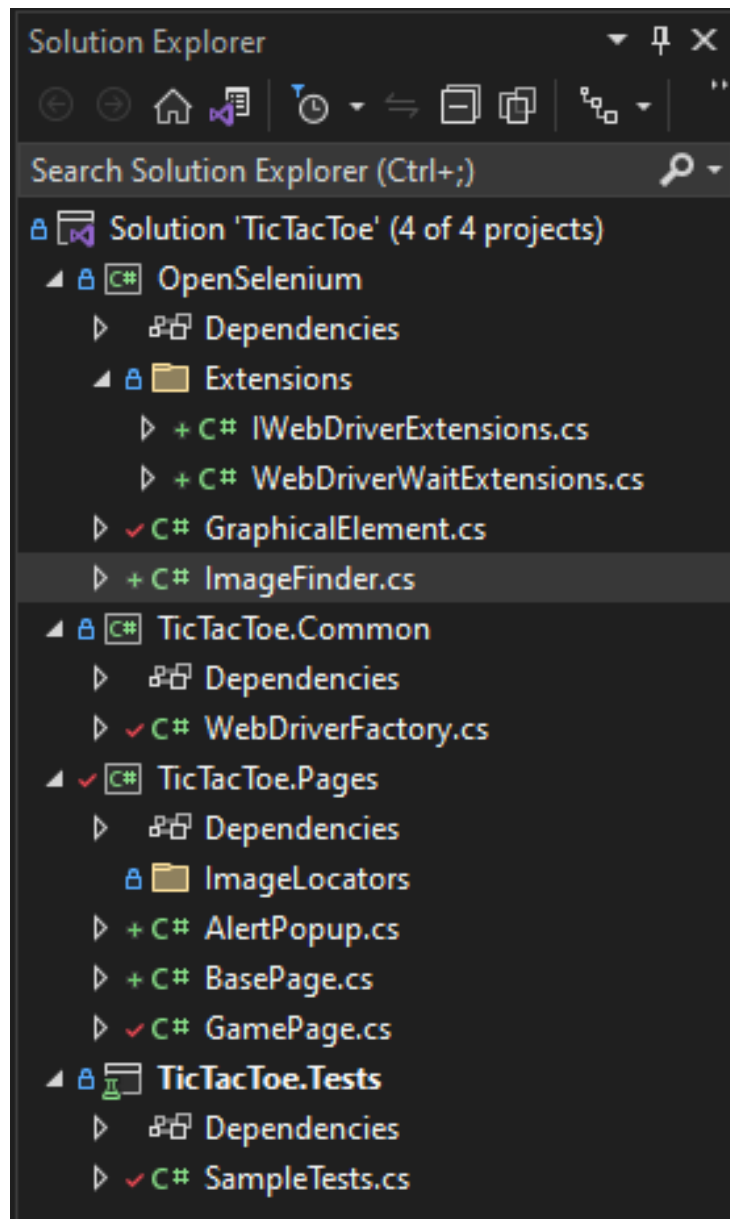 Solution Explorer
Search Solution Explorer (Ctrl+;)
Solution 'TicTacToe' (4 of 4 projects)
C# OpenSelenium
Dependencies
Extensions
+ C# IWebDriverExtensions.cs
+ C# WebDriverWaitExtensions.cs
C# GraphicalElement.cs
+ C# ImageFinder.cs
C# TicTacToe.Common
Dependencies
C# WebDriverFactory.cs
C# TicTacToe.Pages
Dependencies
ImageLocators
+ C# AlertPopup.cs
+ C# BasePage.cs
C# GamePage.cs
TicTacToe.Tests
Dependencies
C# SampleTests.cs